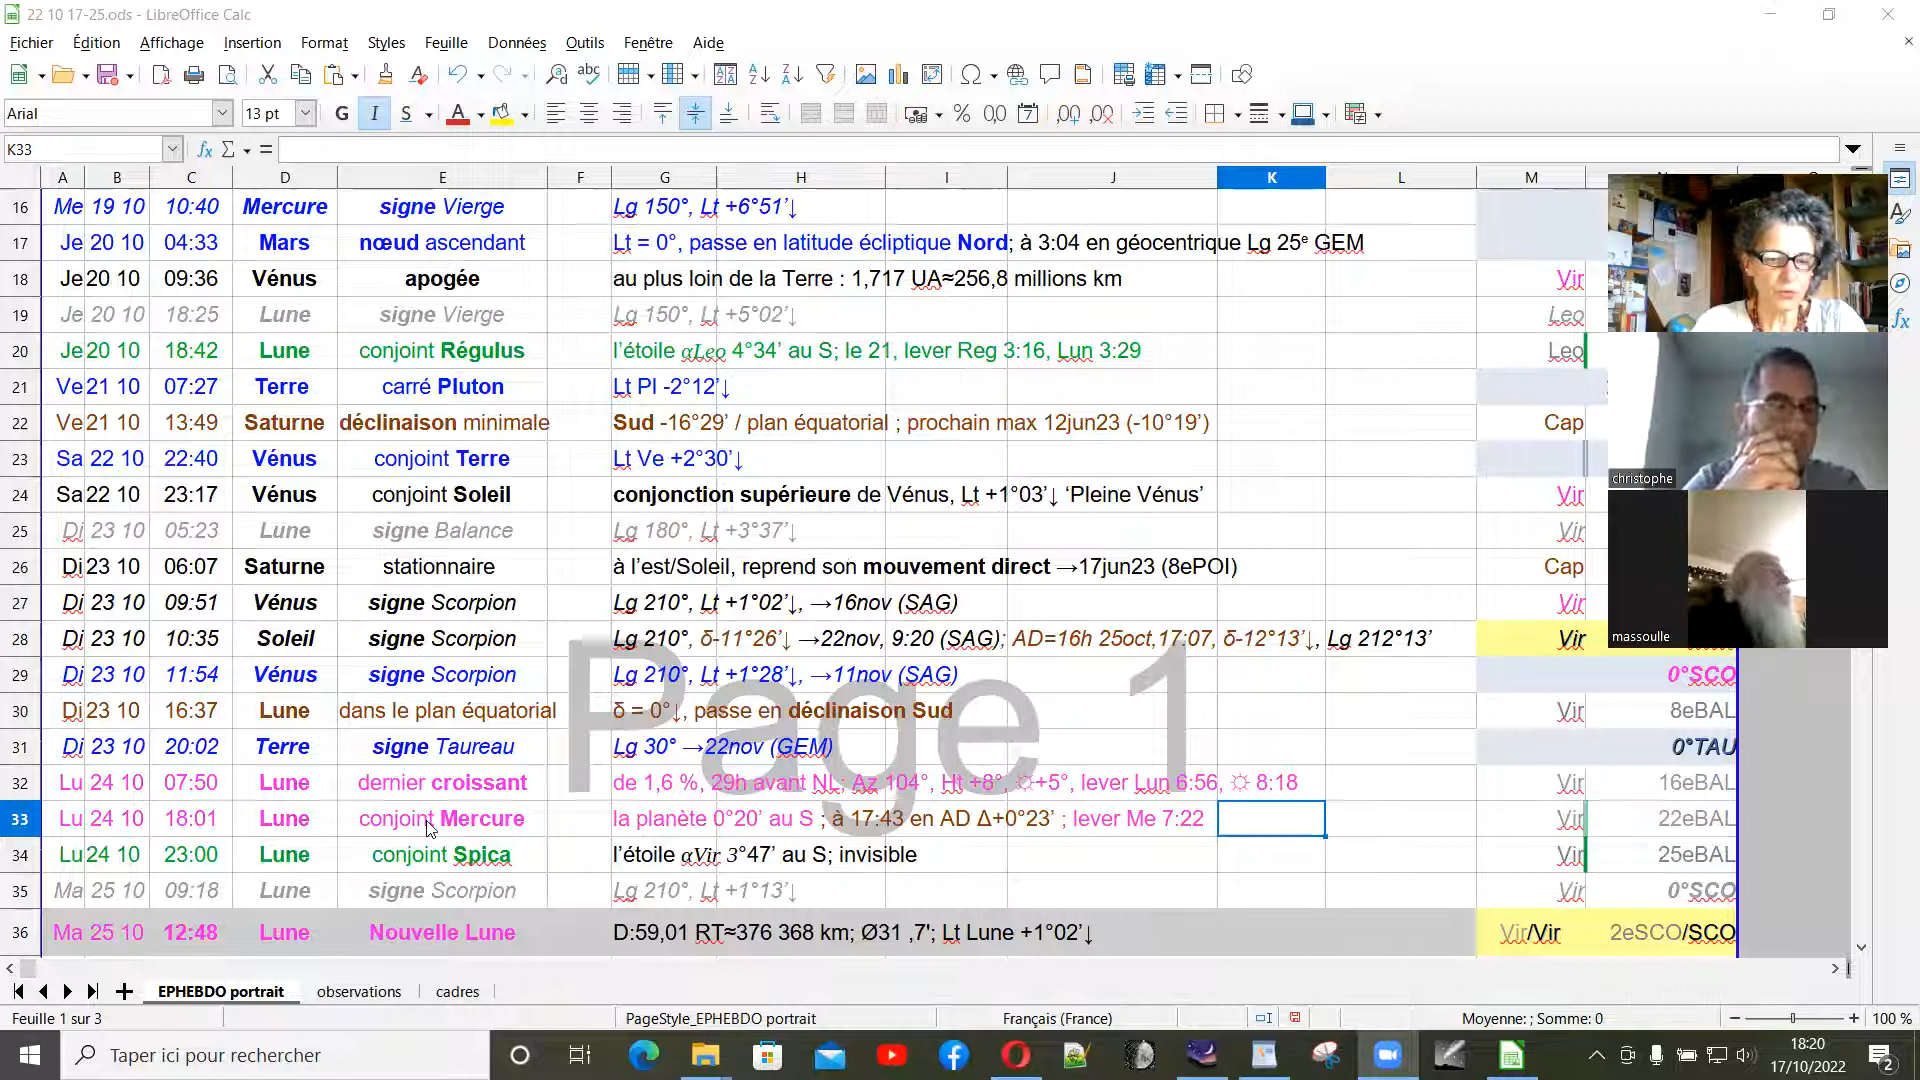 22 10 17-25.ods - LibreOffice Calc
Fichier Édition Affichage Insertion Format Styles Feuille Données Outils Fenêtre Aide
Arial 13 pt G I S
K33
A B C D E F G H I J K L M
16 Me 19 10 10:40 Mercure signe Vierge Lg 150°, Lt +6°51’↓
17 Je 20 10 04:33 Mars nœud ascendant Lt = 0°, passe en latitude écliptique Nord; à 3:04 en géocentrique Lg 25ᵉ GEM
18 Je 20 10 09:36 Vénus apogée au plus loin de la Terre : 1,717 UA≈256,8 millions km Vir
19 Je 20 10 18:25 Lune signe Vierge Lg 150°, Lt +5°02’↓ Leo
20 Je 20 10 18:42 Lune conjoint Régulus l’étoile αLeo 4°34’ au S; le 21, lever Reg 3:16, Lun 3:29 Leo
21 Ve 21 10 07:27 Terre carré Pluton Lt Pl -2°12’↓
22 Ve 21 10 13:49 Saturne déclinaison minimale Sud -16°29’ / plan équatorial ; prochain max 12jun23 (-10°19’) Cap
23 Sa 22 10 22:40 Vénus conjoint Terre Lt Ve +2°30’↓
24 Sa 22 10 23:17 Vénus conjoint Soleil conjonction supérieure de Vénus, Lt +1°03’↓ ‘Pleine Vénus’ Vir
25 Di 23 10 05:23 Lune signe Balance Lg 180°, Lt +3°37’↓ Vir
26 Di 23 10 06:07 Saturne stationnaire à l’est/Soleil, reprend son mouvement direct →17jun23 (8ePOI) Cap
27 Di 23 10 09:51 Vénus signe Scorpion Lg 210°, Lt +1°02’↓, →16nov (SAG) Vir
28 Di 23 10 10:35 Soleil signe Scorpion Lg 210°, δ-11°26’↓ →22nov, 9:20 (SAG); AD=16h 25oct,17:07, δ-12°13’↓, Lg 212°13’ Vir
29 Di 23 10 11:54 Vénus signe Scorpion Lg 210°, Lt +1°28’↓, →11nov (SAG) 0°SCO
30 Di 23 10 16:37 Lune dans le plan équatorial δ = 0°↓, passe en déclinaison Sud Vir 8eBAL
31 Di 23 10 20:02 Terre signe Taureau Lg 30° →22nov (GEM) 0°TAU
32 Lu 24 10 07:50 Lune dernier croissant de 1,6 %, 29h avant NL; Az 104°, Ht +8°, ☼+5°, lever Lun 6:56, ☼ 8:18 Vir 16eBAL
33 Lu 24 10 18:01 Lune conjoint Mercure la planète 0°20’ au S ; à 17:43 en AD Δ+0°23’ ; lever Me 7:22 Vir 22eBAL
34 Lu 24 10 23:00 Lune conjoint Spica l’étoile αVir 3°47’ au S; invisible Vir 25eBAL
35 Ma 25 10 09:18 Lune signe Scorpion Lg 210°, Lt +1°13’↓ Vir 0°SCO
36 Ma 25 10 12:48 Lune Nouvelle Lune D:59,01 RT≈376 368 km; Ø31 ,7'; Lt Lune +1°02’↓ Vir/Vir 2eSCO/SCO
Page 1
christophe
massoulle
EPHEBDO portrait observations cadres
Feuille 1 sur 3 PageStyle_EPHEBDO portrait Français (France) Moyenne: ; Somme: 0 100 %
Taper ici pour rechercher
18:20
17/10/2022
2